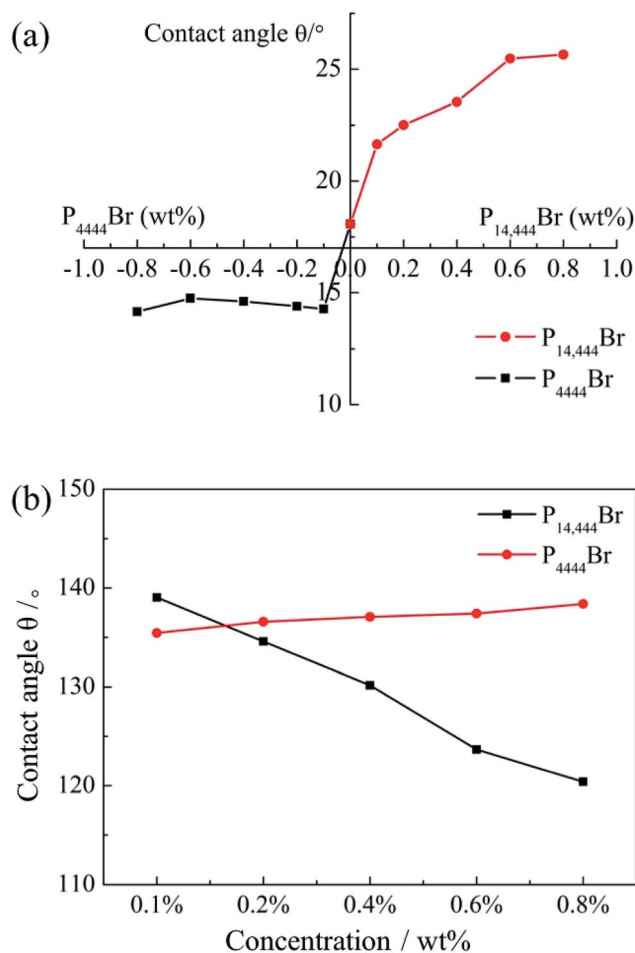 (a)
Contact angle θ/°
25
20
P₄₄₄₄Br (wt%)
P₁₄,₄₄₄Br (wt%)
-1.0 -0.8 -0.6 -0.4 -0.2 0.0 0.2 0.4 0.6 0.8 1.0
15
P₁₄,₄₄₄Br
P₄₄₄₄Br
10
(b)
150
P₁₄,₄₄₄Br
P₄₄₄₄Br
140
130
120
110
Contact angle θ /°
0.1% 0.2% 0.4% 0.6% 0.8%
Concentration / wt%